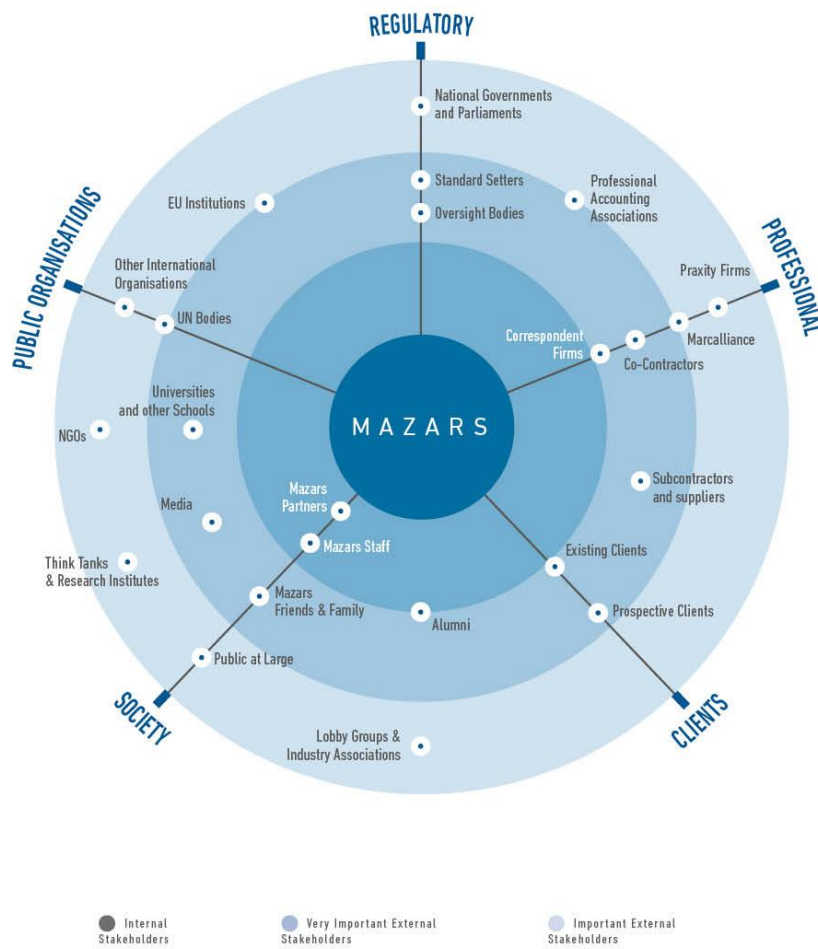 REGULATORY
National Governments
and Parliaments
Standard Setters
Professional
Accounting
Associations
EU Institutions
Oversight Bodies
PUBLIC ORGANISATIONS
PROFESSIONAL
Other International
Organisations
Praxity Firms
UN Bodies
Correspondent
Firms
Marcalliance
Co-Contractors
Universities
and other Schools
MAZARS
NGOs
Subcontractors
and suppliers
Mazars
Partners
Media
Mazars Staff
Existing Clients
Think Tanks
& Research Institutes
Mazars
Friends & Family
Alumni
Prospective Clients
Public at Large
SOCIETY
CLIENTS
Lobby Groups &
Industry Associations
Internal
Stakeholders
Very Important External
Stakeholders
Important External
Stakeholders